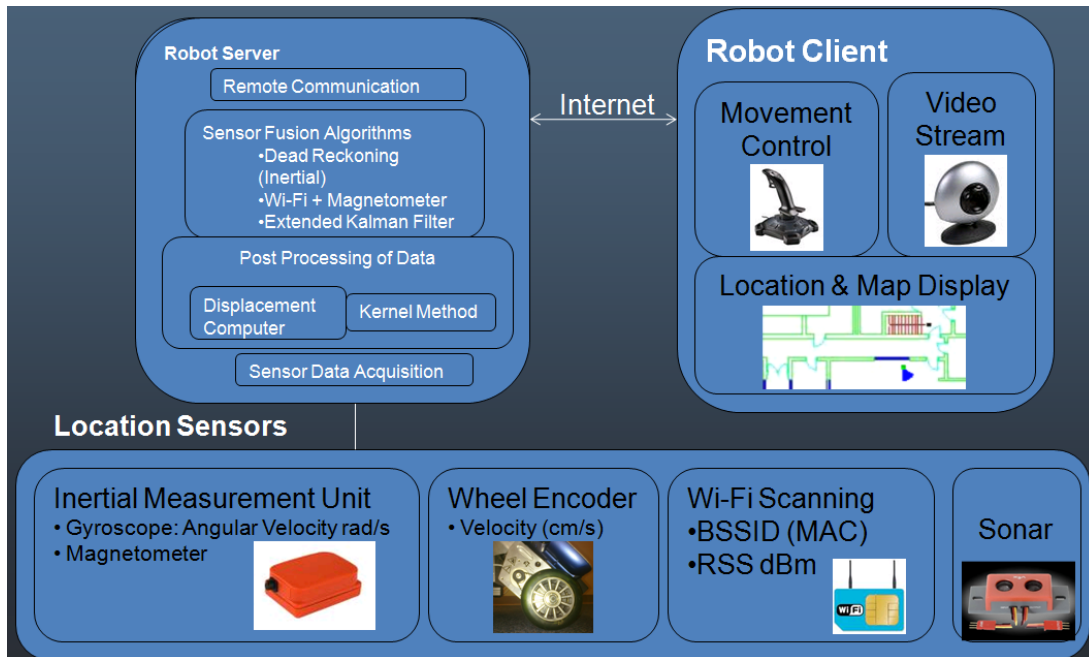 Robot Server
Remote Communication
Sensor Fusion Algorithms
•Dead Reckoning
(Inertial)
•Wi-Fi + Magnetometer
•Extended Kalman Filter
Post Processing of Data
Displacement
Computer
Kernel Method
Sensor Data Acquisition
Internet
Robot Client
Movement
Control
Video
Stream
Location & Map Display
Location Sensors
Inertial Measurement Unit
• Gyroscope: Angular Velocity rad/s
• Magnetometer
Wheel Encoder
• Velocity (cm/s)
Wi-Fi Scanning
•BSSID (MAC)
•RSS dBm
WiFi
Sonar